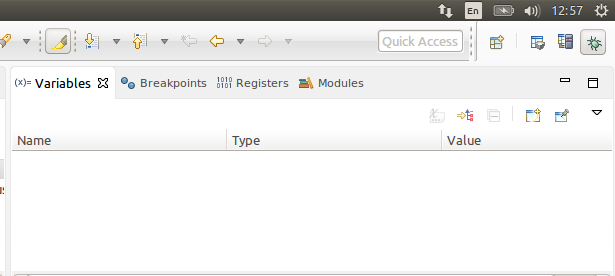 En 12:57
Quick Access
(x)= Variables Breakpoints 1010 0101 Registers Modules
Name Type Value